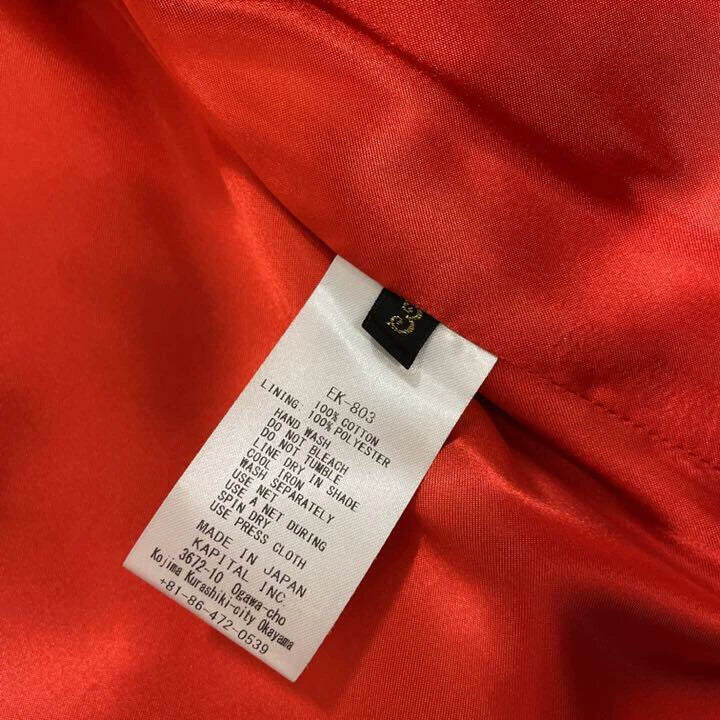 3
EK-803
100% COTTON
LINING: 100% POLYESTER
HAND WASH
DO NOT BLEACH
DO NOT TUMBLE
LINE DRY IN SHADE
COOL IRON
WASH SEPARATELY
USE NET
USE A NET DURING
SPIN DRY
USE PRESS CLOTH
MADE IN JAPAN
KAPITAL INC.
3672-10 Ogawa-cho
Kojima Kurashiki-city Okayama
+81-86-472-0539